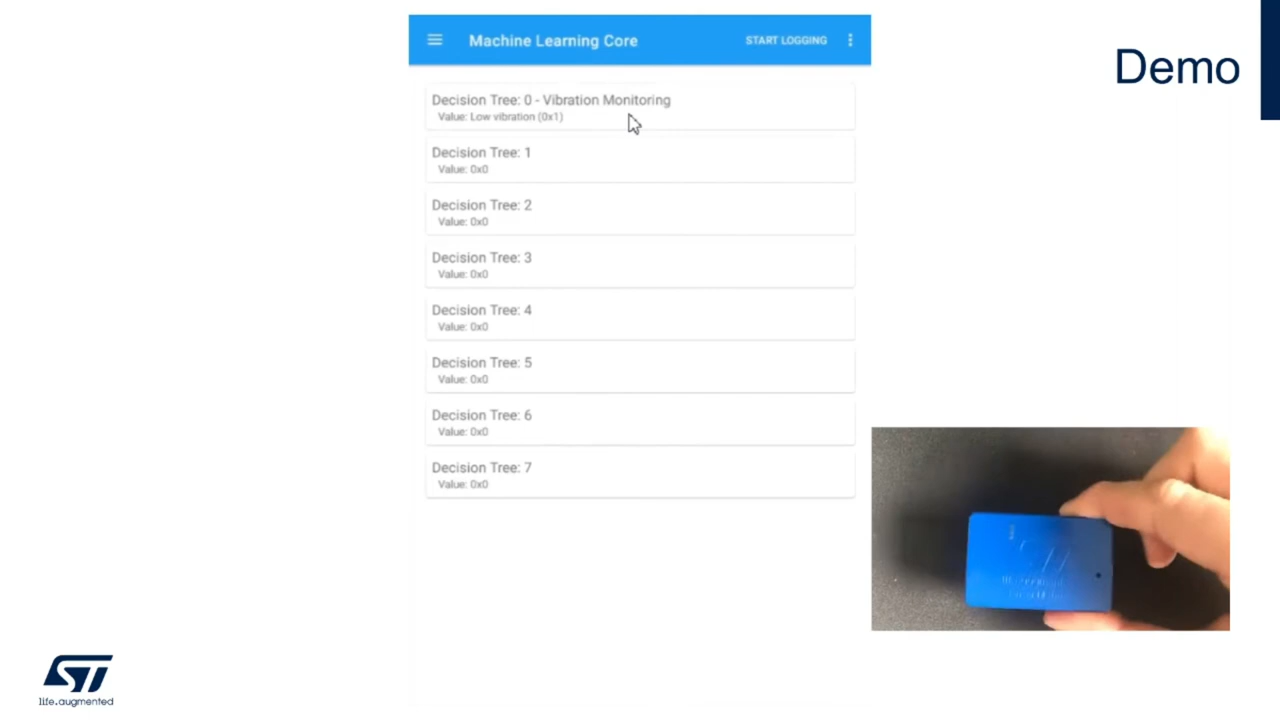 Machine Learning Core
START LOGGING
Demo
Decision Tree: 0 - Vibration Monitoring
Value: Low vibration (0x1)
Decision Tree: 1
Value: 0x0
Decision Tree: 2
Value: 0x0
Decision Tree: 3
Value: 0x0
Decision Tree: 4
Value: 0x0
Decision Tree: 5
Value: 0x0
Decision Tree: 6
Value: 0x0
Decision Tree: 7
Value: 0x0
ST
life.augmented